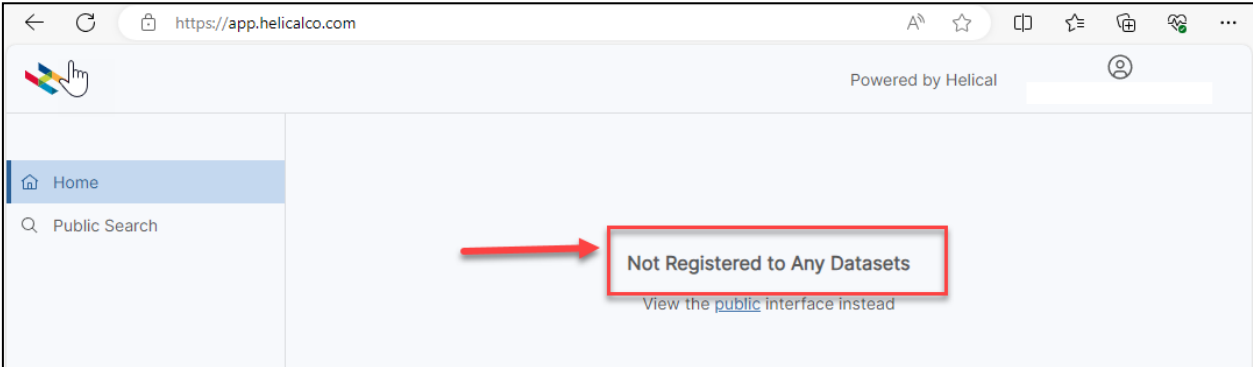 https://app.helicalco.com
Powered by Helical
Home
Public Search
Not Registered to Any Datasets
View the public interface instead